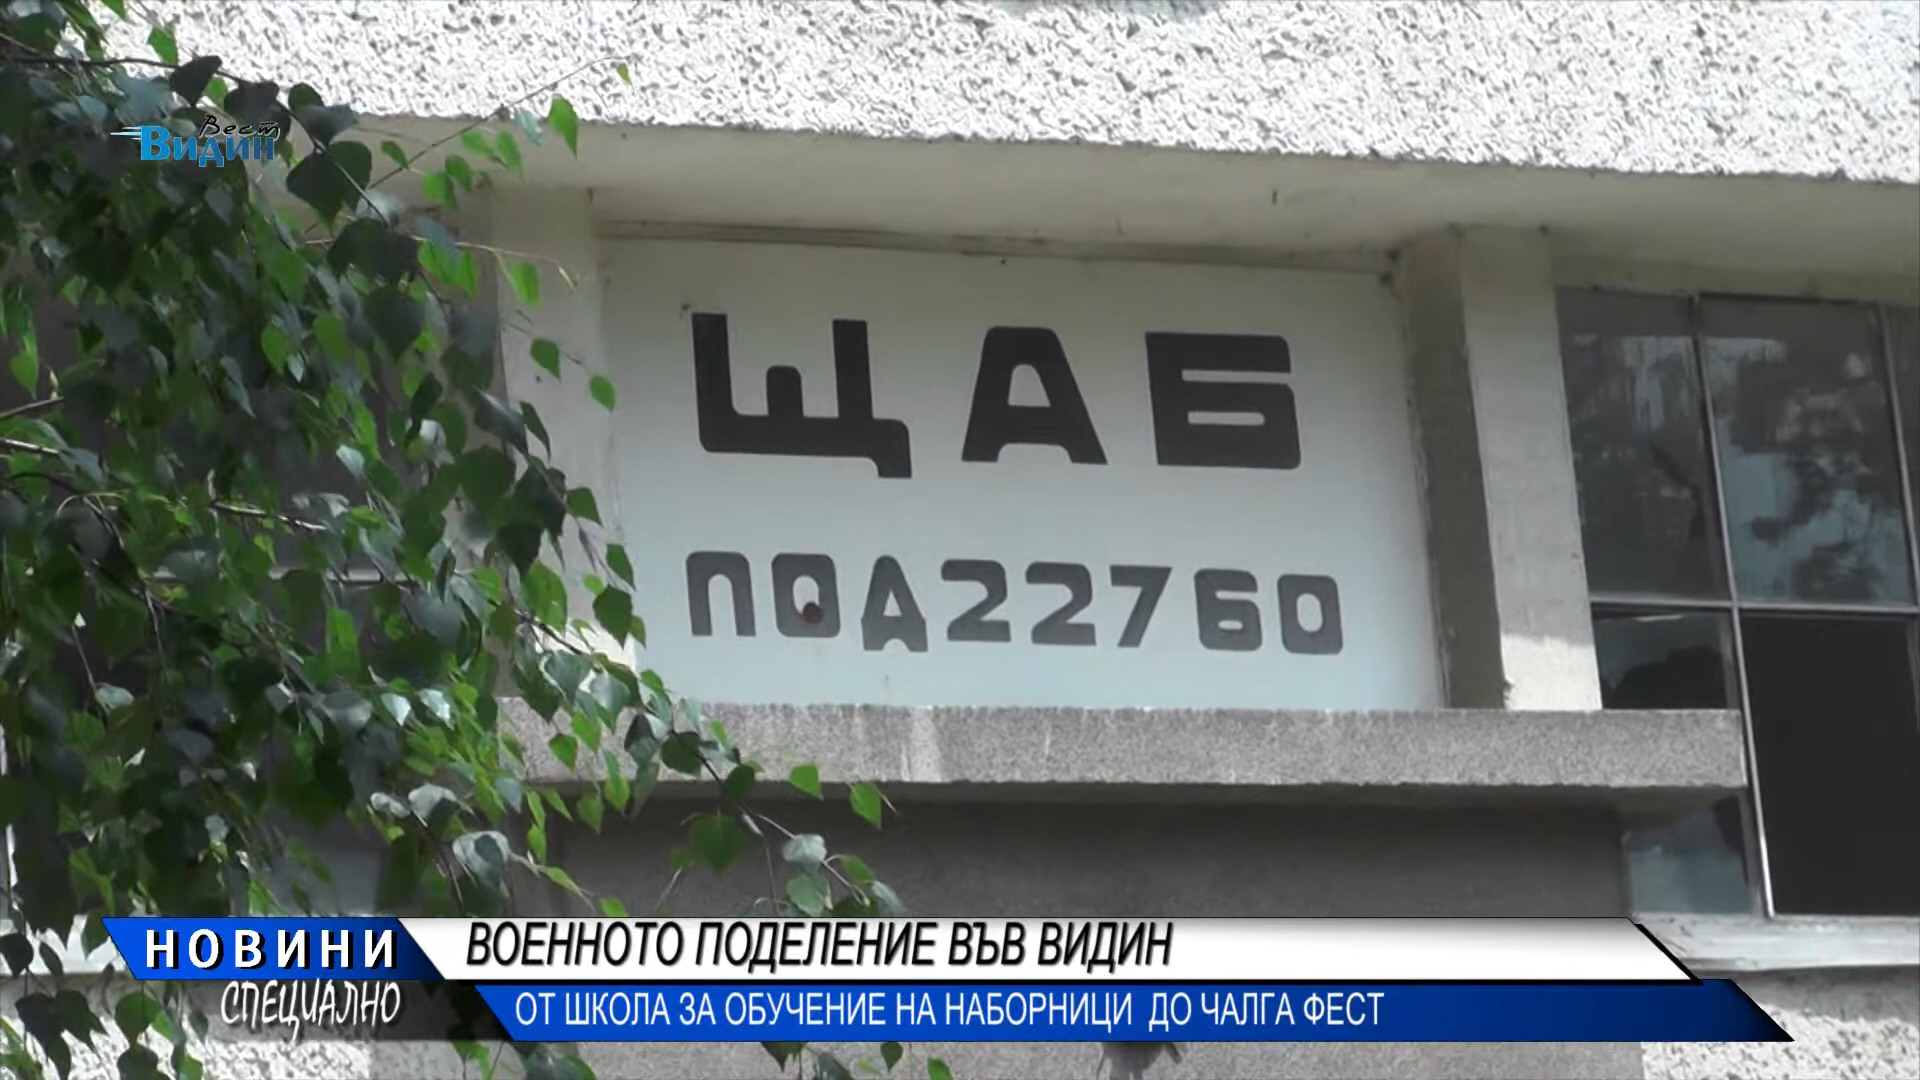 Вест
Видин
ЩАБ
ПОД22760
НОВИНИ
ВОЕННОТО ПОДЕЛЕНИЕ ВЪВ ВИДИН
СПЕЦИАЛНО
ОТ ШКОЛА ЗА ОБУЧЕНИЕ НА НАБОРНИЦИ ДО ЧАЛГА ФЕСТ